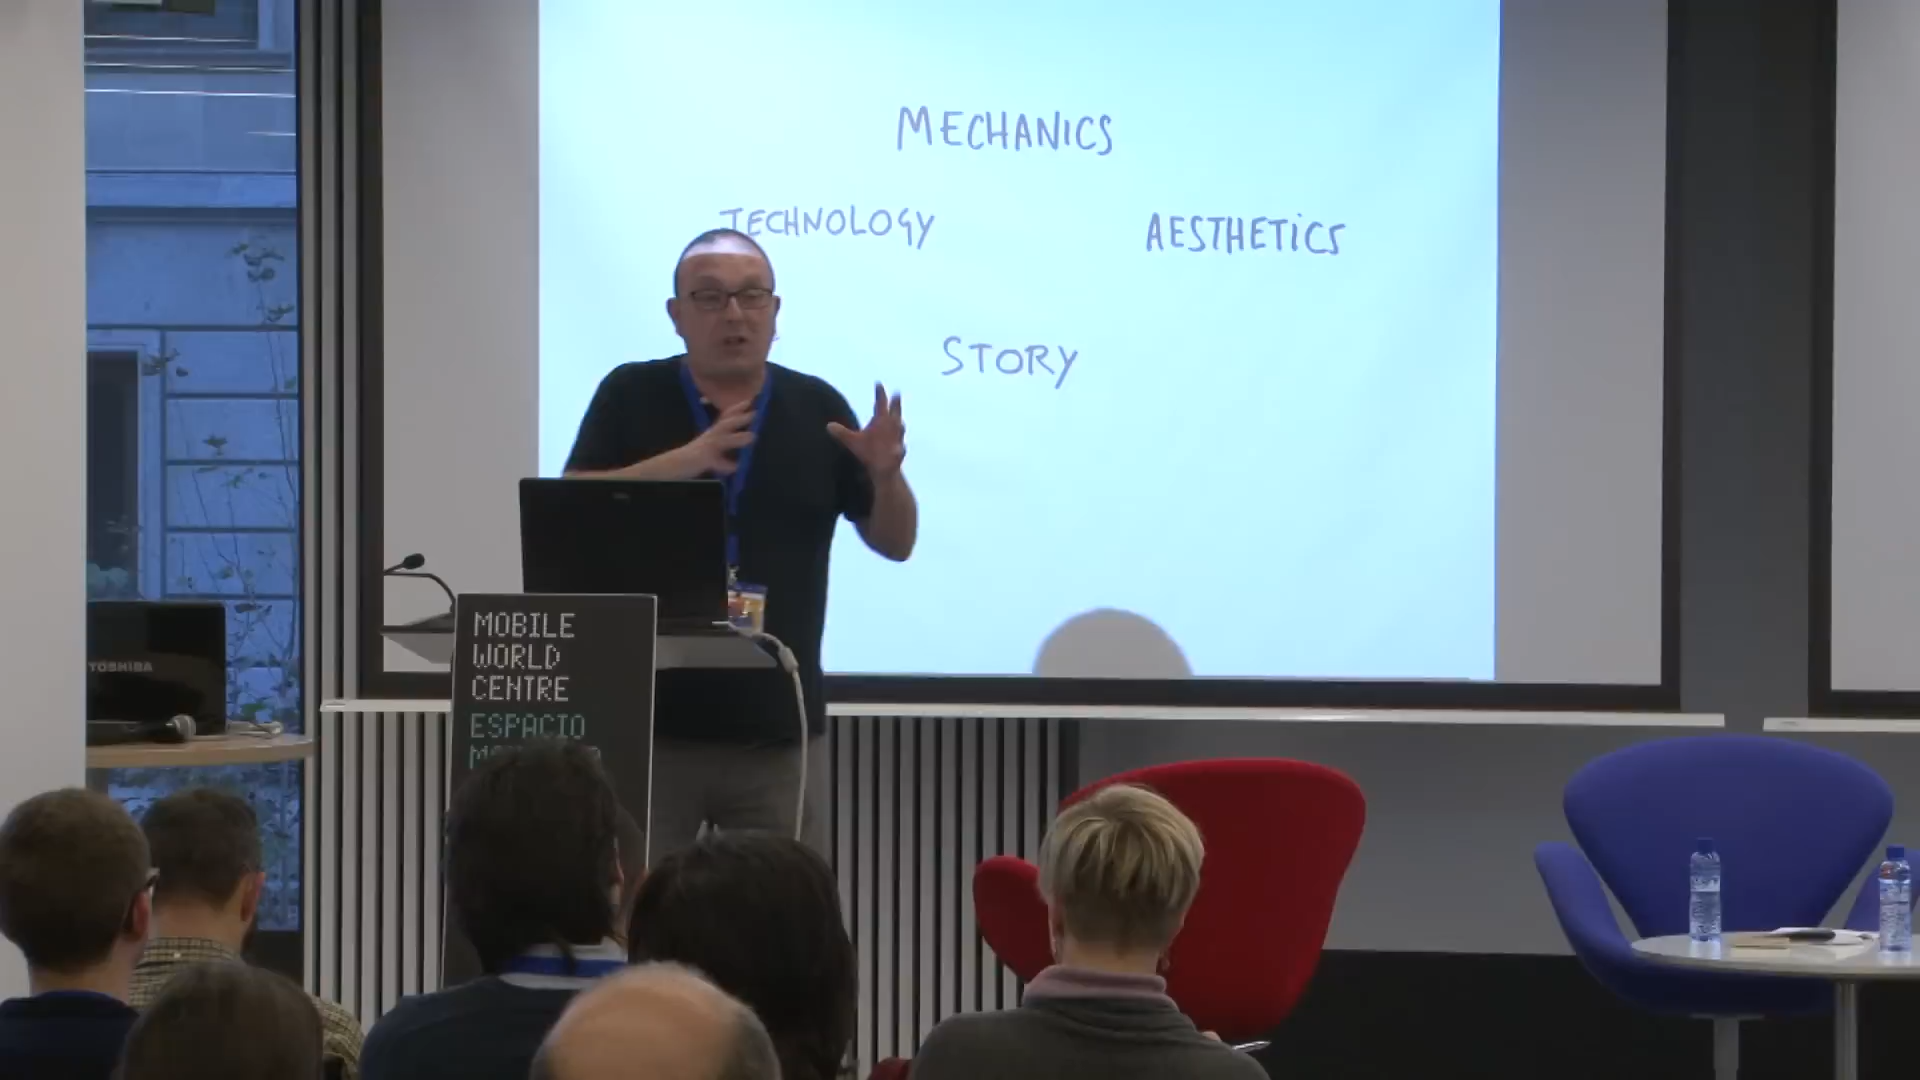 MECHANICS
TECHNOLOGY
AESTHETICS
STORY
MOBILE
WORLD
CENTRE
ESPACIO
TOSHIBA